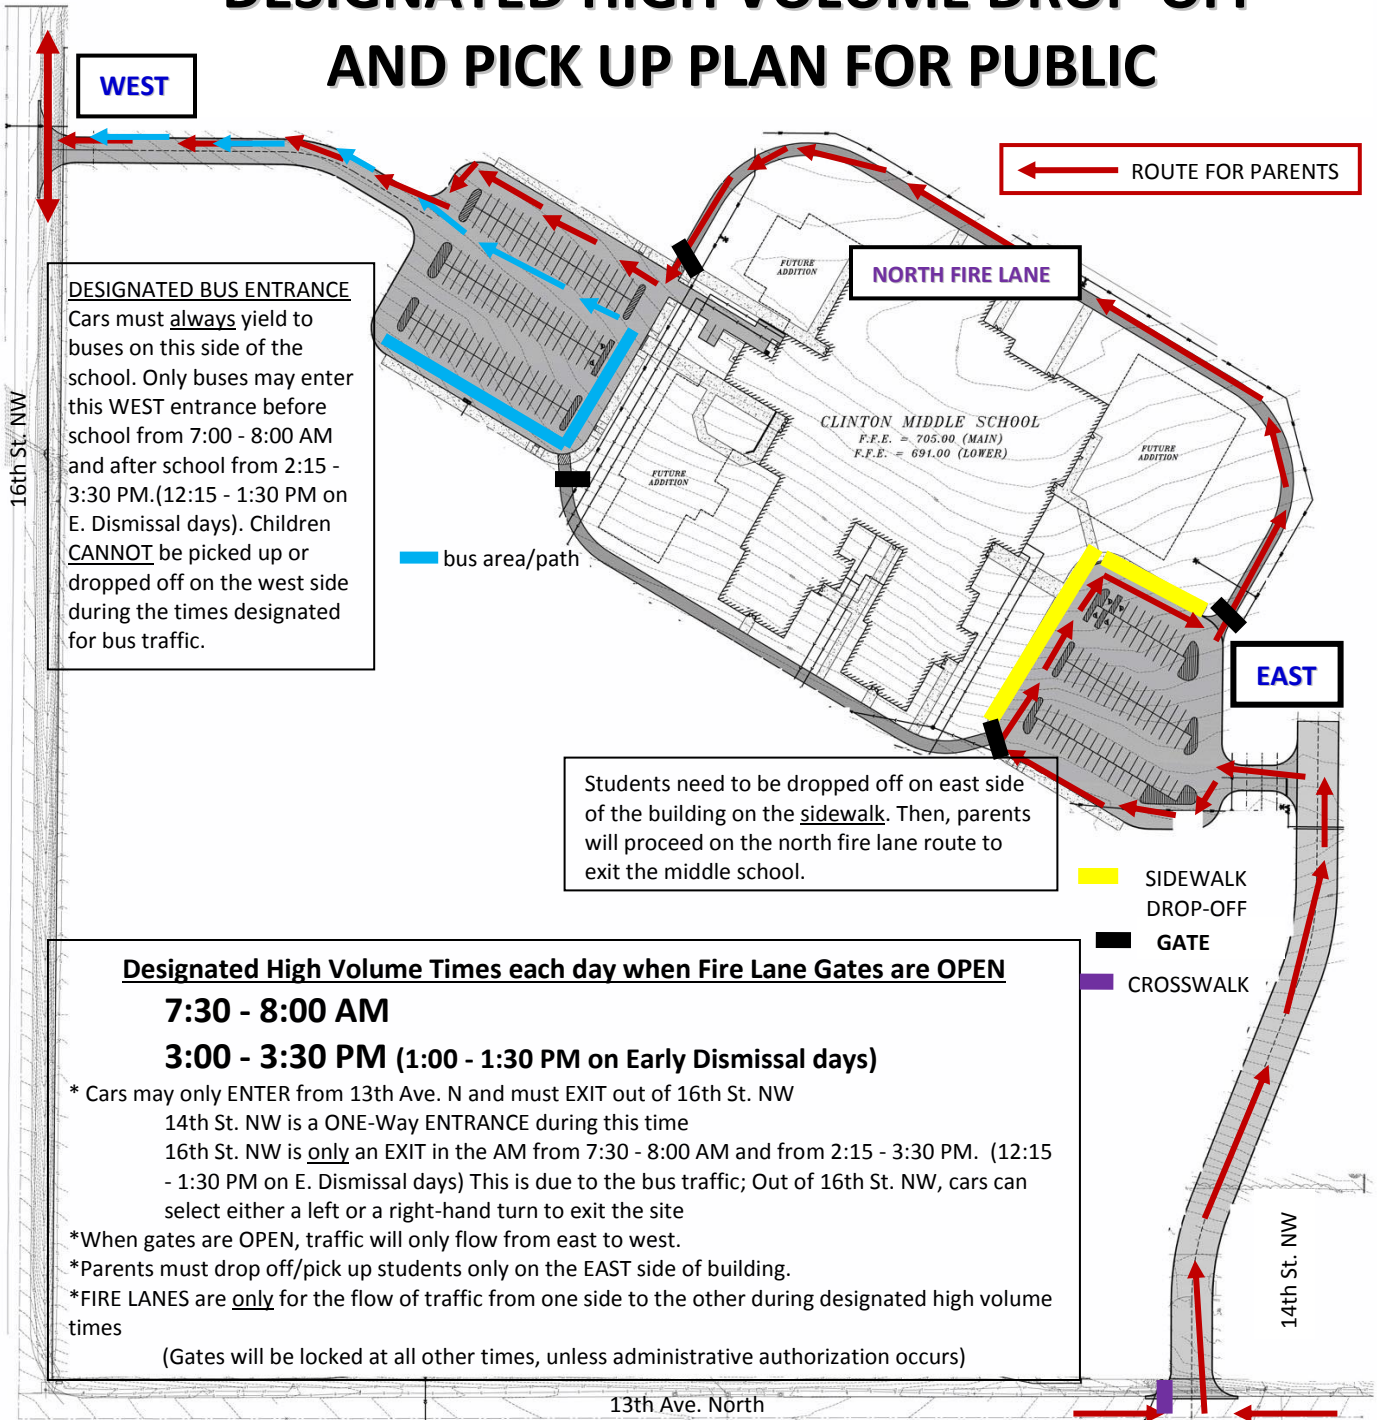 DESIGNATED HIGH VOLUME DROP-OFF
AND PICK UP PLAN FOR PUBLIC
WEST
ROUTE FOR PARENTS
NORTH FIRE LANE
FUTURE
ADDITION
DESIGNATED BUS ENTRANCE
Cars must always yield to
buses on this side of the
school. Only buses may enter
this WEST entrance before
school from 7:00 - 8:00 AM
and after school from 2:15 -
3:30 PM.(12:15 - 1:30 PM on
E. Dismissal days). Children
CANNOT be picked up or
dropped off on the west side
during the times designated
for bus traffic.
16th St. NW
CLINTON MIDDLE SCHOOL
F.F.E. = 705.00 (MAIN)
F.F.E. = 691.00 (LOWER)
FUTURE
ADDITION
FUTURE
ADDITION
bus area/path
EAST
Students need to be dropped off on east side
of the building on the sidewalk. Then, parents
will proceed on the north fire lane route to
exit the middle school.
SIDEWALK
DROP-OFF
GATE
CROSSWALK
Designated High Volume Times each day when Fire Lane Gates are OPEN
7:30 - 8:00 AM
3:00 - 3:30 PM (1:00 - 1:30 PM on Early Dismissal days)
* Cars may only ENTER from 13th Ave. N and must EXIT out of 16th St. NW
14th St. NW is a ONE-Way ENTRANCE during this time
16th St. NW is only an EXIT in the AM from 7:30 - 8:00 AM and from 2:15 - 3:30 PM. (12:15
- 1:30 PM on E. Dismissal days) This is due to the bus traffic; Out of 16th St. NW, cars can
select either a left or a right-hand turn to exit the site
*When gates are OPEN, traffic will only flow from east to west.
*Parents must drop off/pick up students only on the EAST side of building.
*FIRE LANES are only for the flow of traffic from one side to the other during designated high volume
times
(Gates will be locked at all other times, unless administrative authorization occurs)
14th St. NW
13th Ave. North